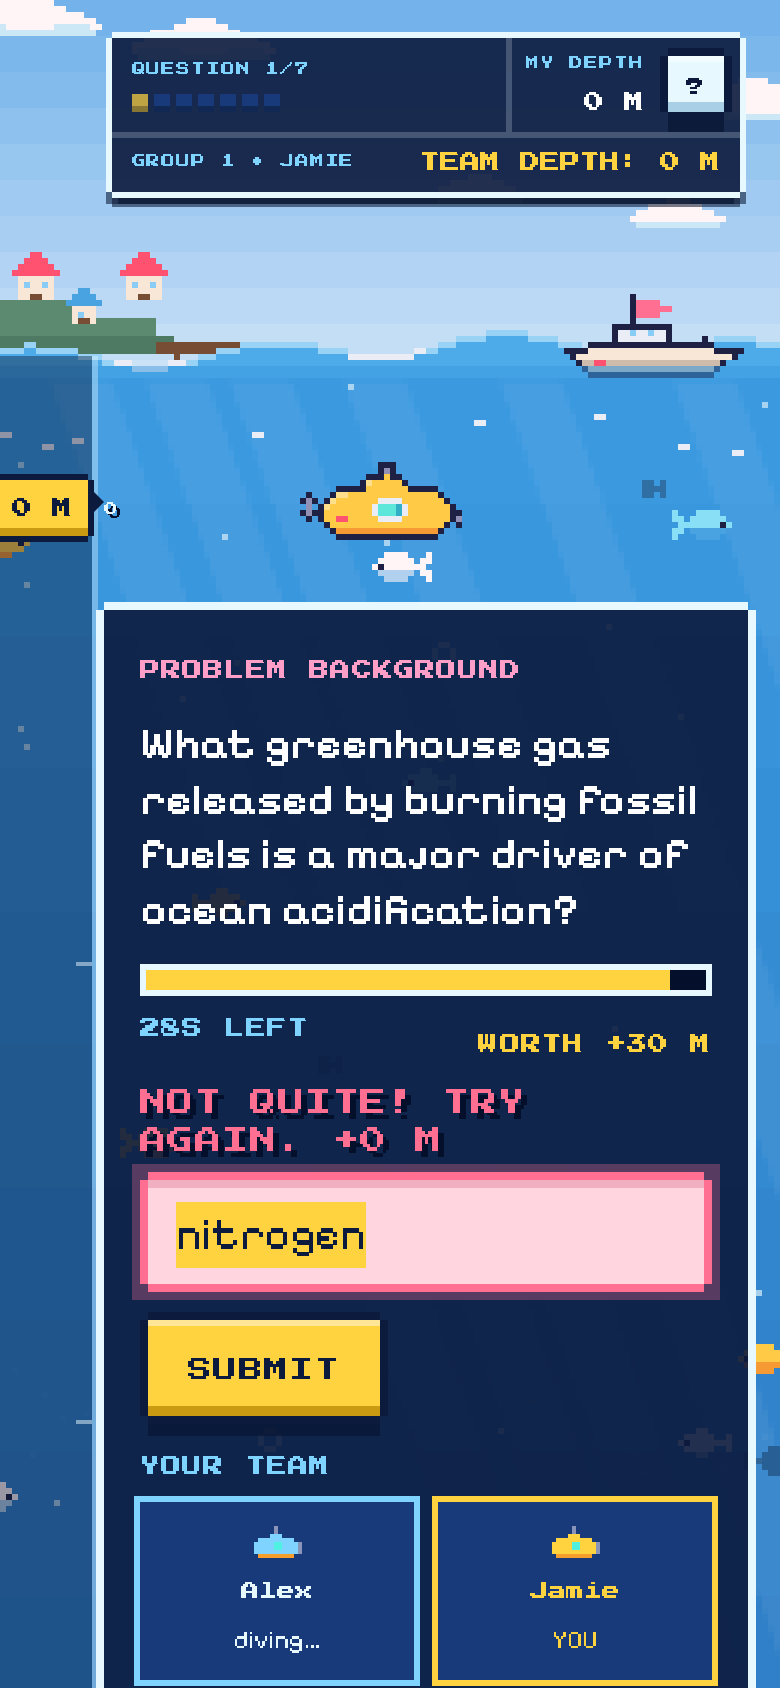 QUESTION 1/7
MY DEPTH
0 M
?
GROUP 1 • JAMIE
TEAM DEPTH: 0 M
0 M
0
PROBLEM BACKGROUND
What greenhouse gas
released by burning fossil
fuels is a major driver of
ocean acidification?
28S LEFT
WORTH +30 M
NOT QUITE! TRY
AGAIN. +0 M
nitrogen
SUBMIT
YOUR TEAM
Alex
diving...
Jamie
YOU